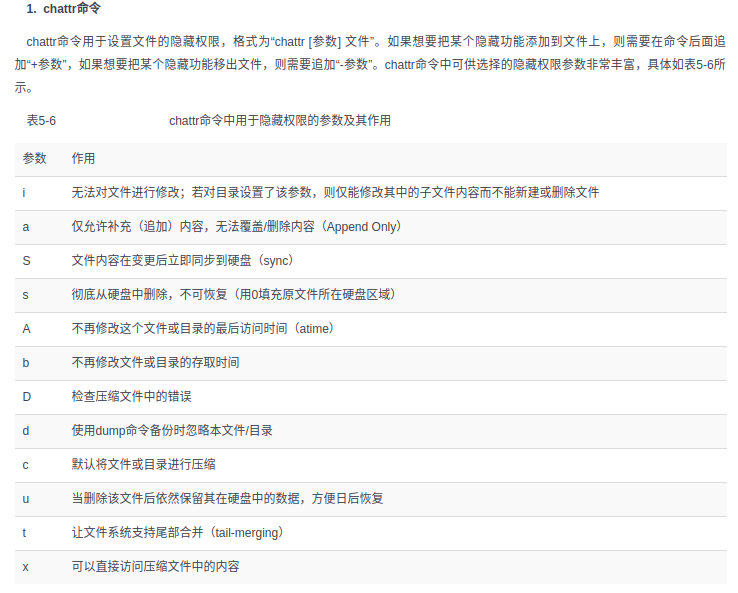 1. chattr命令
chattr命令用于设置文件的隐藏权限，格式为“chattr [参数] 文件”。如果想要把某个隐藏功能添加到文件上，则需要在命令后面追
加“+参数”，如果想要把某个隐藏功能移出文件，则需要追加“-参数”。chattr命令中可供选择的隐藏权限参数非常丰富，具体如表5-6所
示。
表5-6 chattr命令中用于隐藏权限的参数及其作用
参数 作用
i 无法对文件进行修改；若对目录设置了该参数，则仅能修改其中的子文件内容而不能新建或删除文件
a 仅允许补充（追加）内容，无法覆盖/删除内容（Append Only）
S 文件内容在变更后立即同步到硬盘（sync）
s 彻底从硬盘中删除，不可恢复（用0填充原文件所在硬盘区域）
A 不再修改这个文件或目录的最后访问时间（atime）
b 不再修改文件或目录的存取时间
D 检查压缩文件中的错误
d 使用dump命令备份时忽略本文件/目录
c 默认将文件或目录进行压缩
u 当删除该文件后依然保留其在硬盘中的数据，方便日后恢复
t 让文件系统支持尾部合并（tail-merging）
x 可以直接访问压缩文件中的内容